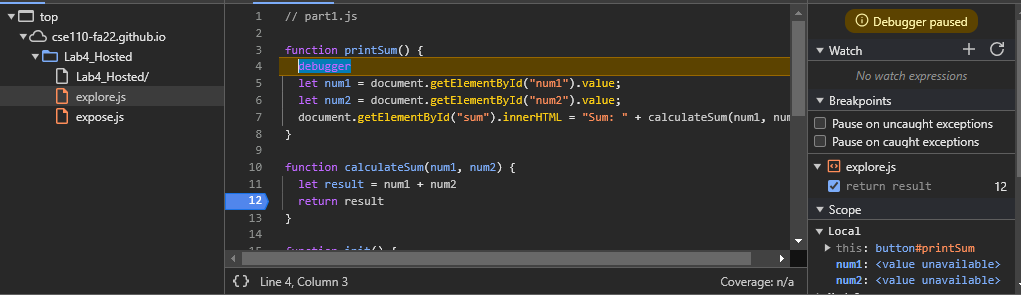 top
cse110-fa22.github.io
Lab4_Hosted
Lab4_Hosted/
explore.js
expose.js
1 // part1.js
2
3 function printSum() {
4 debugger
5 let num1 = document.getElementById("num1").value;
6 let num2 = document.getElementById("num2").value;
7 document.getElementById("sum").innerHTML = "Sum: " + calculateSum(num1, nu
8 }
9
10 function calculateSum(num1, num2) {
11 let result = num1 + num2
12 return result
13 }
14
15 function init() {
{} Line 4, Column 3 Coverage: n/a
Debugger paused
Watch
No watch expressions
Breakpoints
Pause on uncaught exceptions
Pause on caught exceptions
explore.js
return result 12
Scope
Local
this: button#printSum
num1: <value unavailable>
num2: <value unavailable>